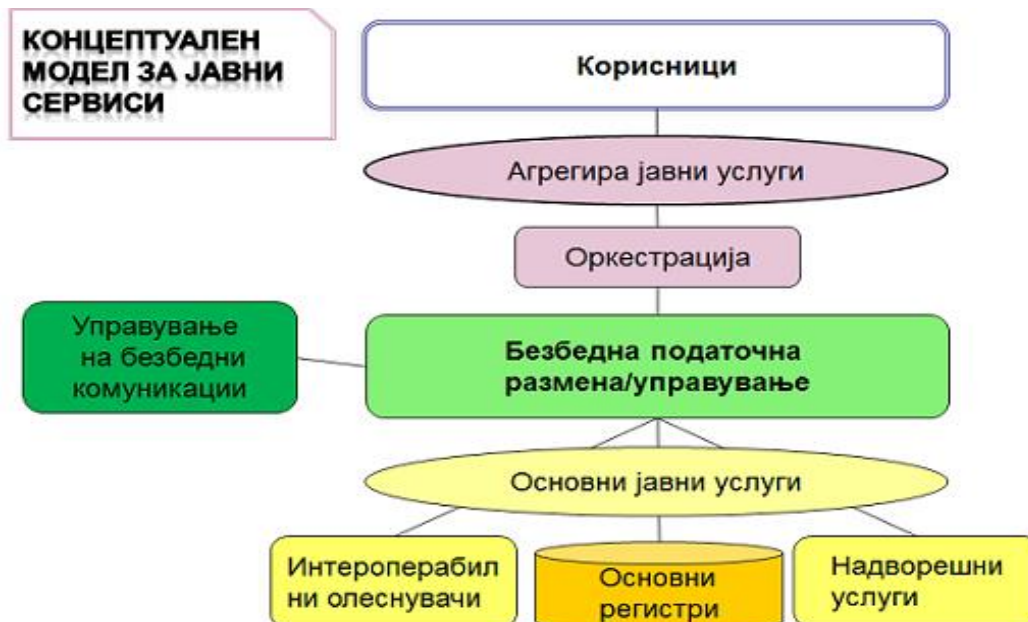 КОНЦЕПТУАЛЕН
МОДЕЛ ЗА ЈАВНИ
СЕРВИСИ
Корисници
Агрегира јавни услуги
Оркестрација
Управување
на безбедни
комуникации
Безбедна податочна
размена/управување
Основни јавни услуги
Интероперабил
ни олеснувачи
Основни
регистри
Надворешни
услуги